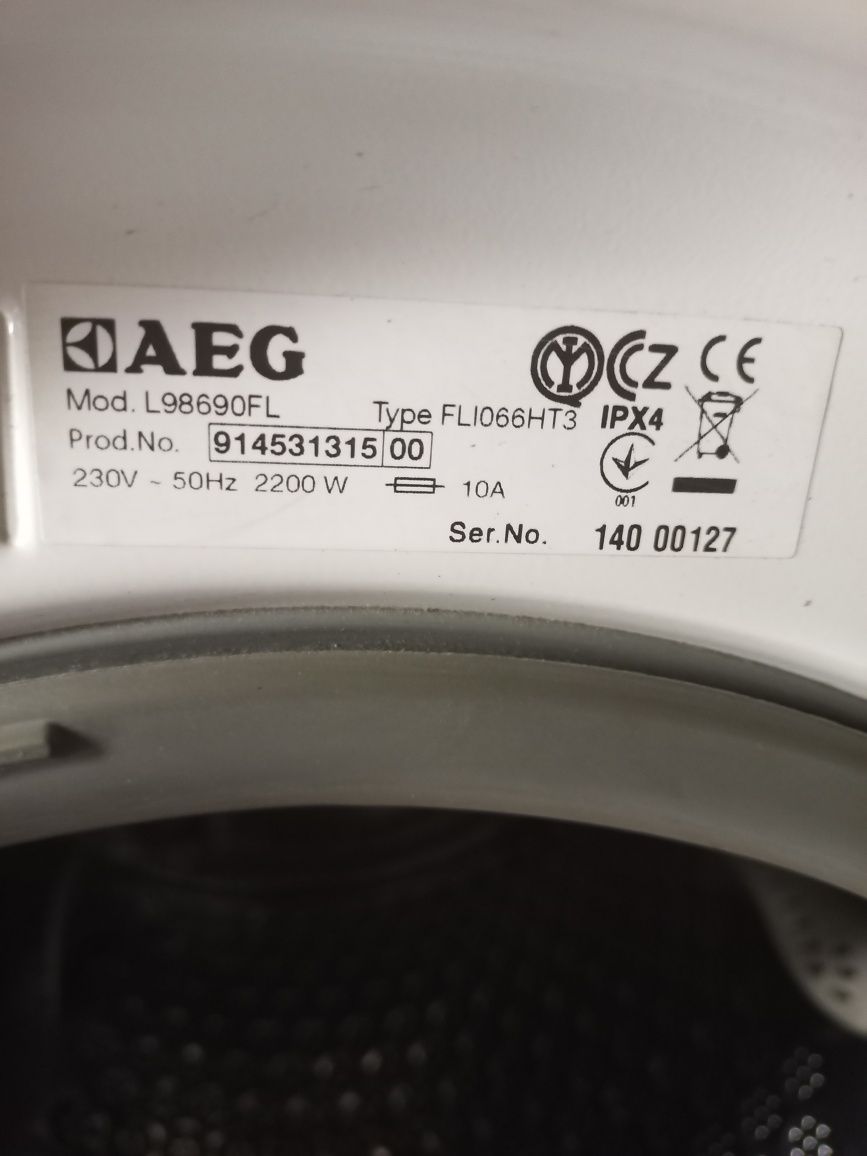 AEG
Mod. L98690FL
Type FLI066HT3
IPX4
Prod.No. 914531315 00
230V ~ 50Hz 2200 W 10A
001
Ser.No. 140 00127
CZ
CE